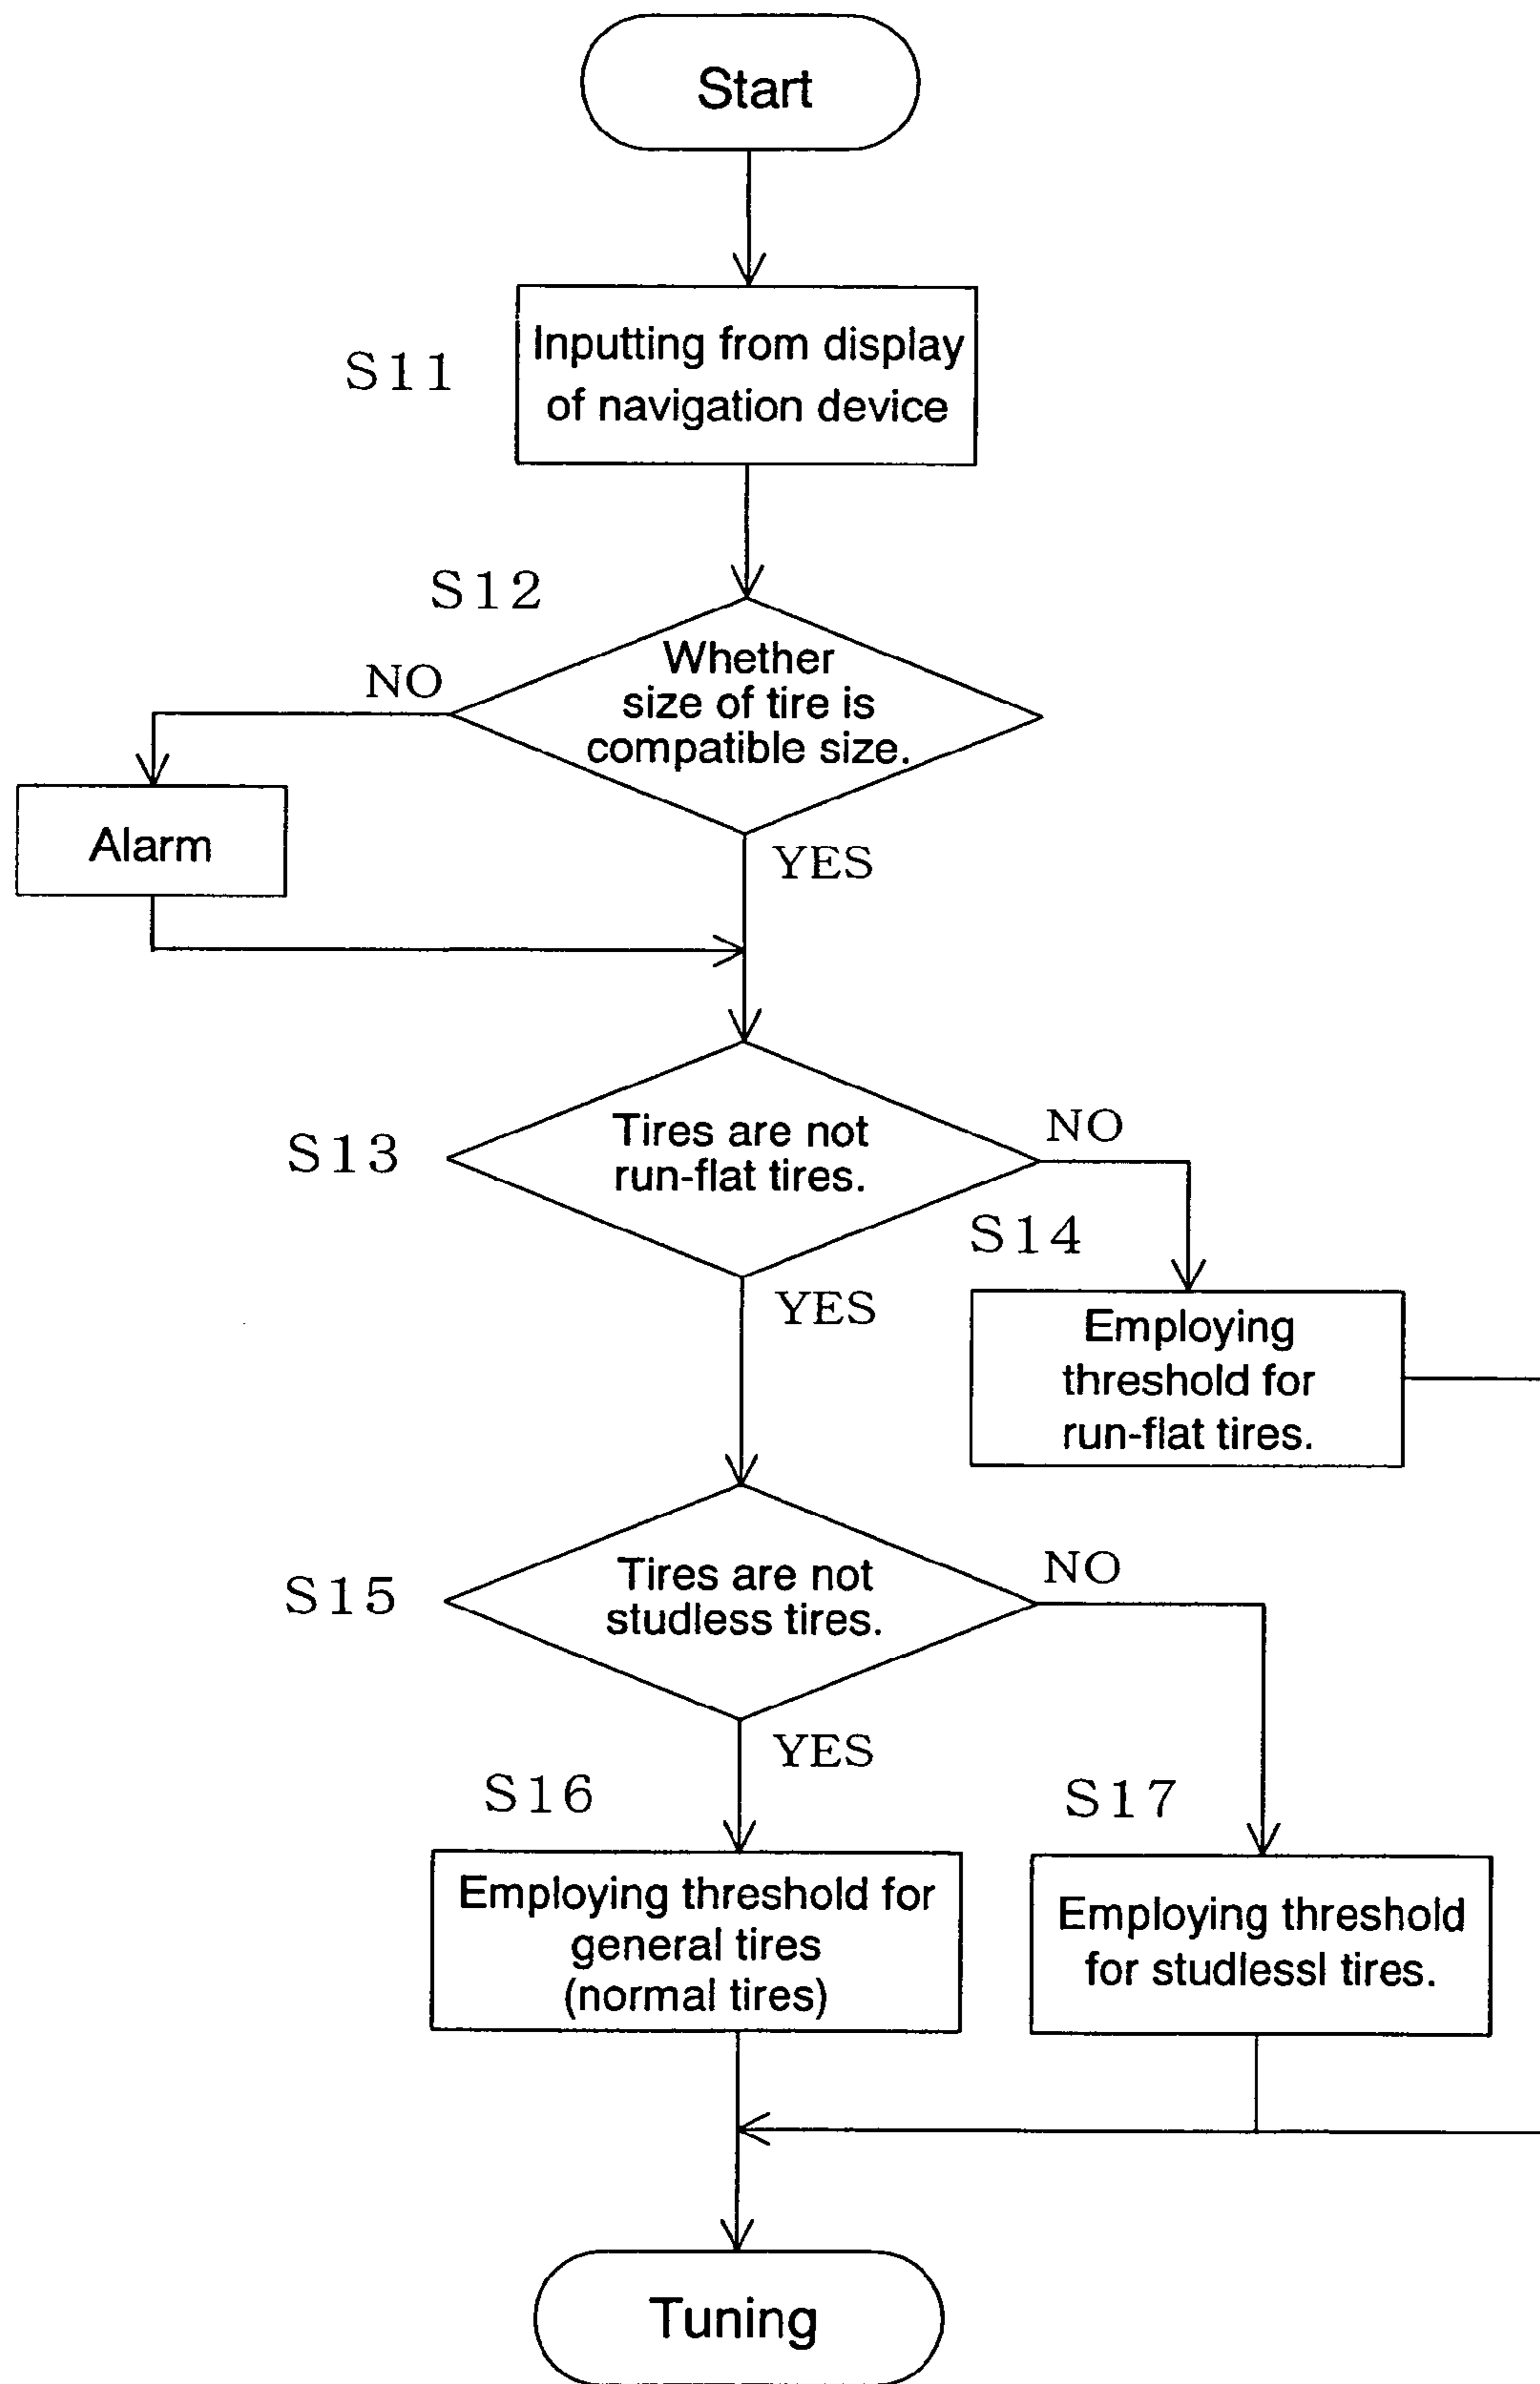 Start
S11
Inputting from display
of navigation device
S12
Whether
size of tire is
compatible size.
NO
Alarm
YES
S13
Tires are not
run-flat tires.
NO
S14
YES
Employing
threshold for
run-flat tires.
S15
Tires are not
studless tires.
NO
YES
S16
S17
Employing threshold for
general tires
(normal tires)
Employing threshold
for studlessl tires.
Tuning